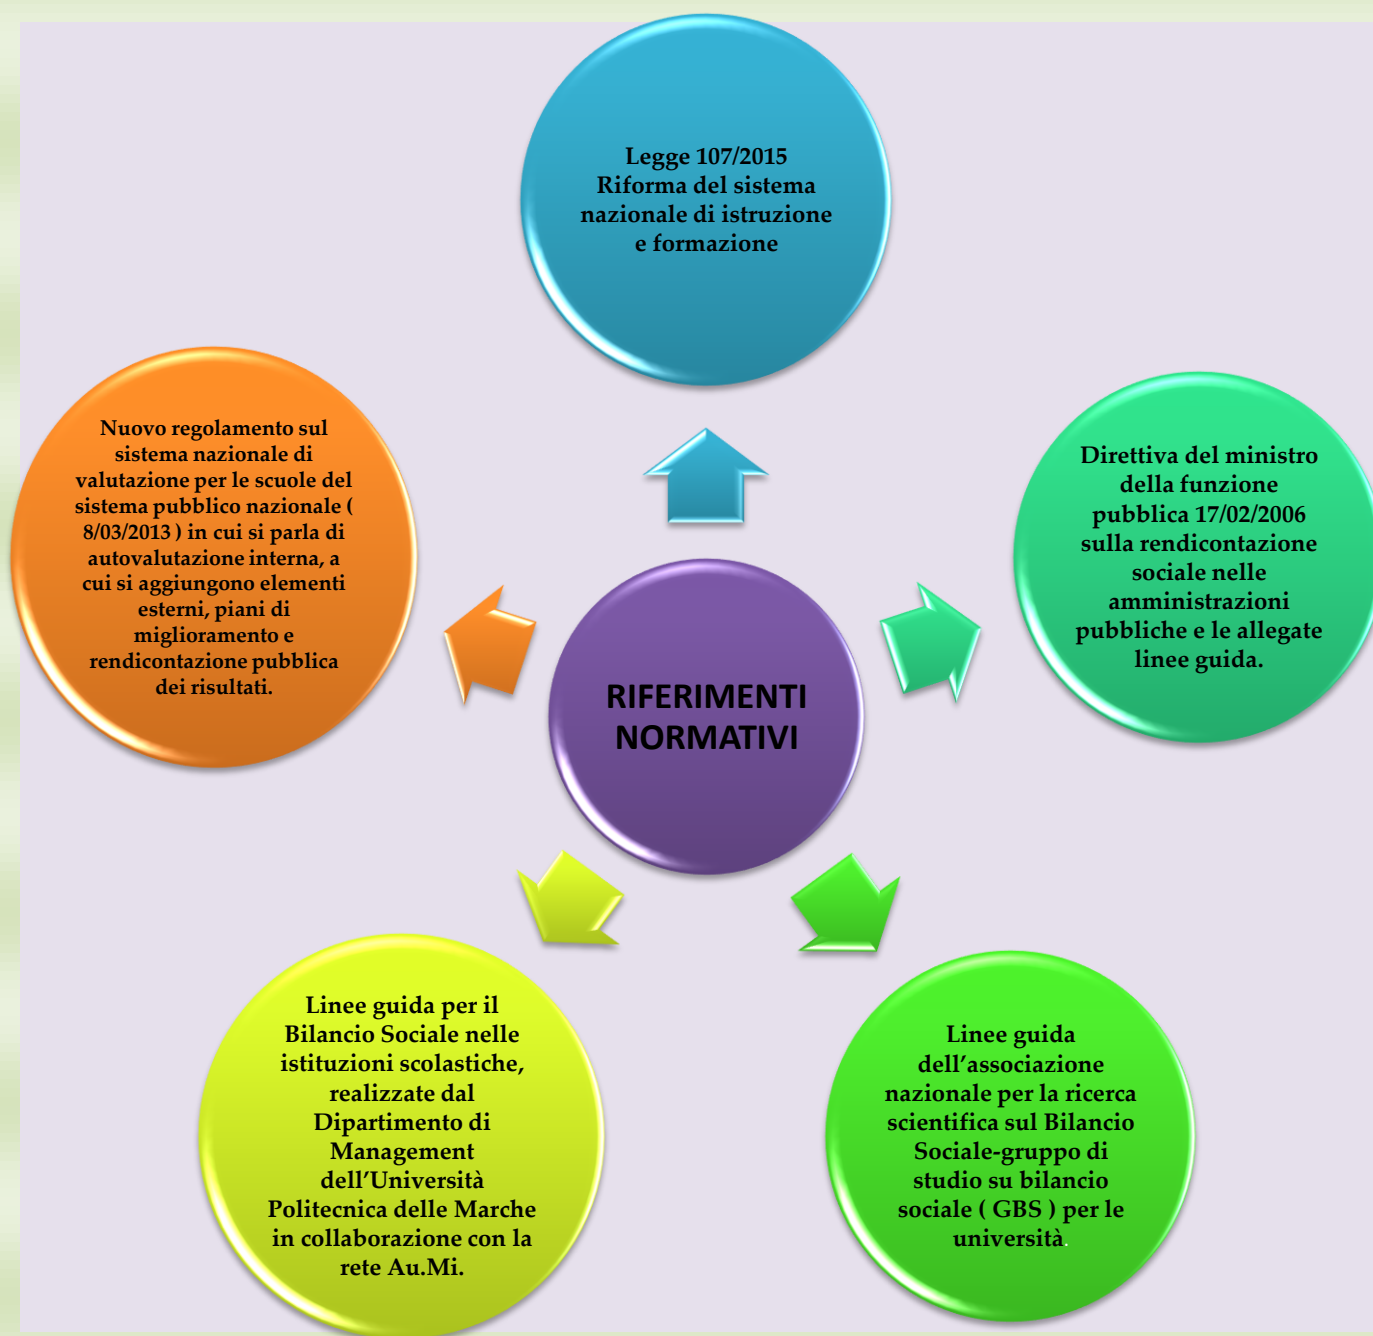 Legge 107/2015
Riforma del sistema
nazionale di istruzione
e formazione
Nuovo regolamento sul
sistema nazionale di
valutazione per le scuole del
sistema pubblico nazionale (
8/03/2013 ) in cui si parla di
autovalutazione interna, a
cui si aggiungono elementi
esterni, piani di
miglioramento e
rendicontazione pubblica
dei risultati.
Direttiva del ministro
della funzione
pubblica 17/02/2006
sulla rendicontazione
sociale nelle
amministrazioni
pubbliche e le allegate
linee guida.
RIFERIMENTI
NORMATIVI
Linee guida per il
Bilancio Sociale nelle
istituzioni scolastiche,
realizzate dal
Dipartimento di
Management
dell’Università
Politecnica delle Marche
in collaborazione con la
rete Au.Mi.
Linee guida
dell’associazione
nazionale per la ricerca
scientifica sul Bilancio
Sociale-gruppo di
studio su bilancio
sociale ( GBS ) per le
università.